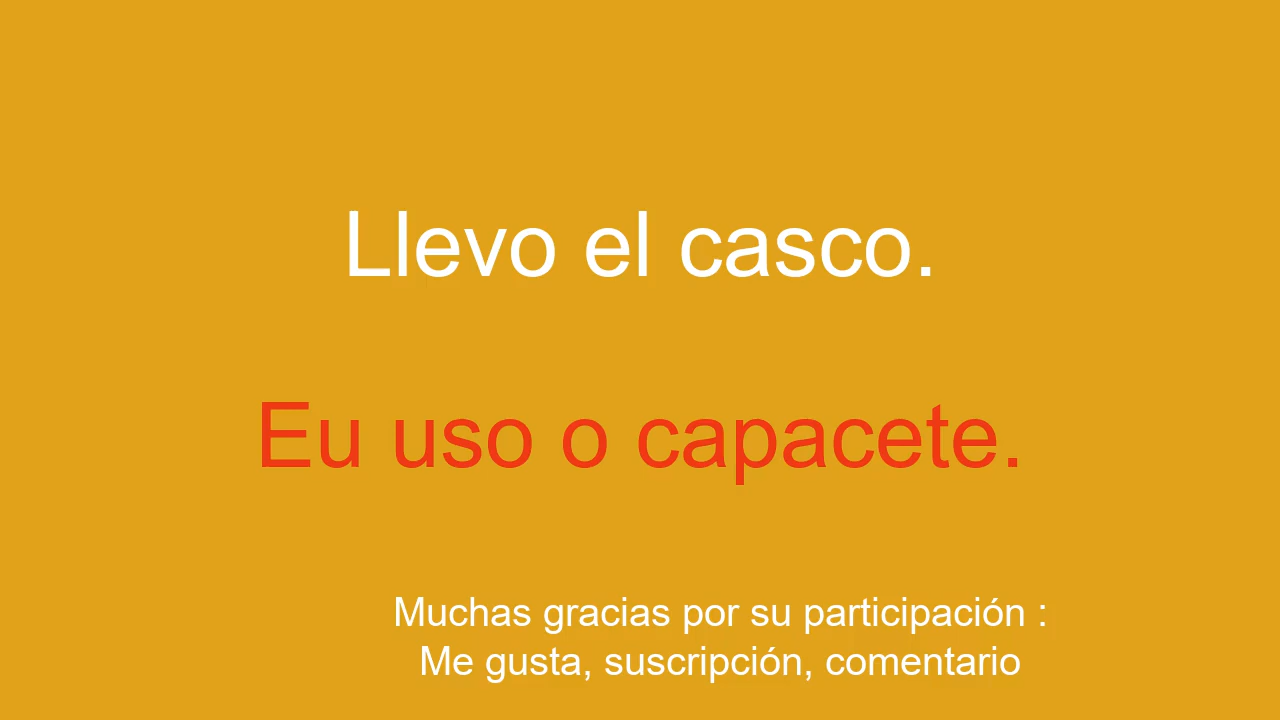 Llevo el casco.
Eu uso o capacete.
Muchas gracias por su participación :
Me gusta, suscripción, comentario